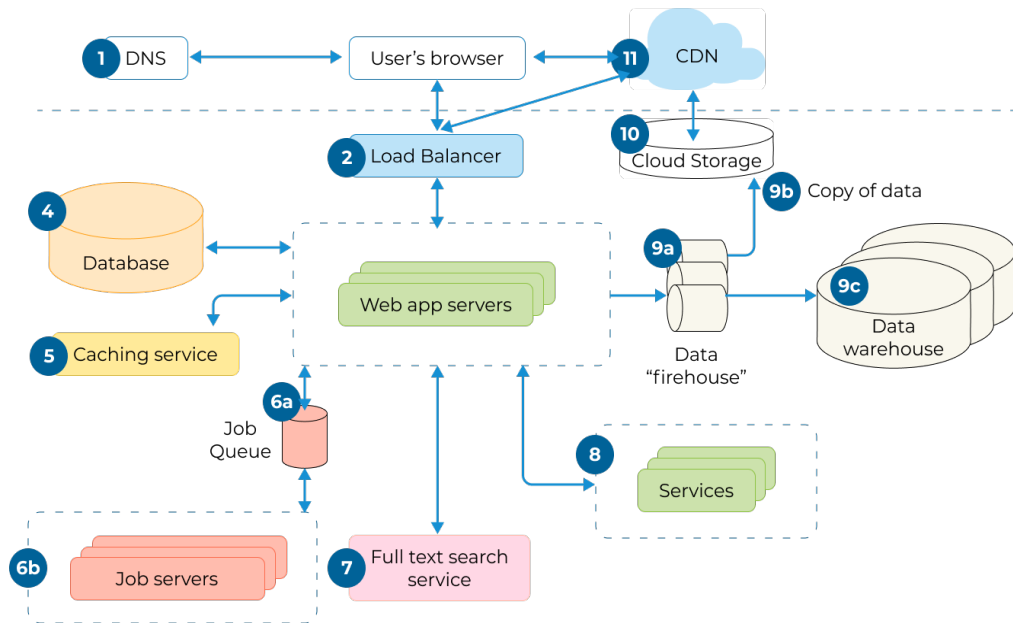 1 DNS
User's browser
11 CDN
2 Load Balancer
10
Cloud Storage
9b Copy of data
4
Database
9a
9c
Web app servers
Data
warehouse
5 Caching service
Data
“firehouse”
6a
Job
Queue
8
Services
6b Job servers
7 Full text search
service